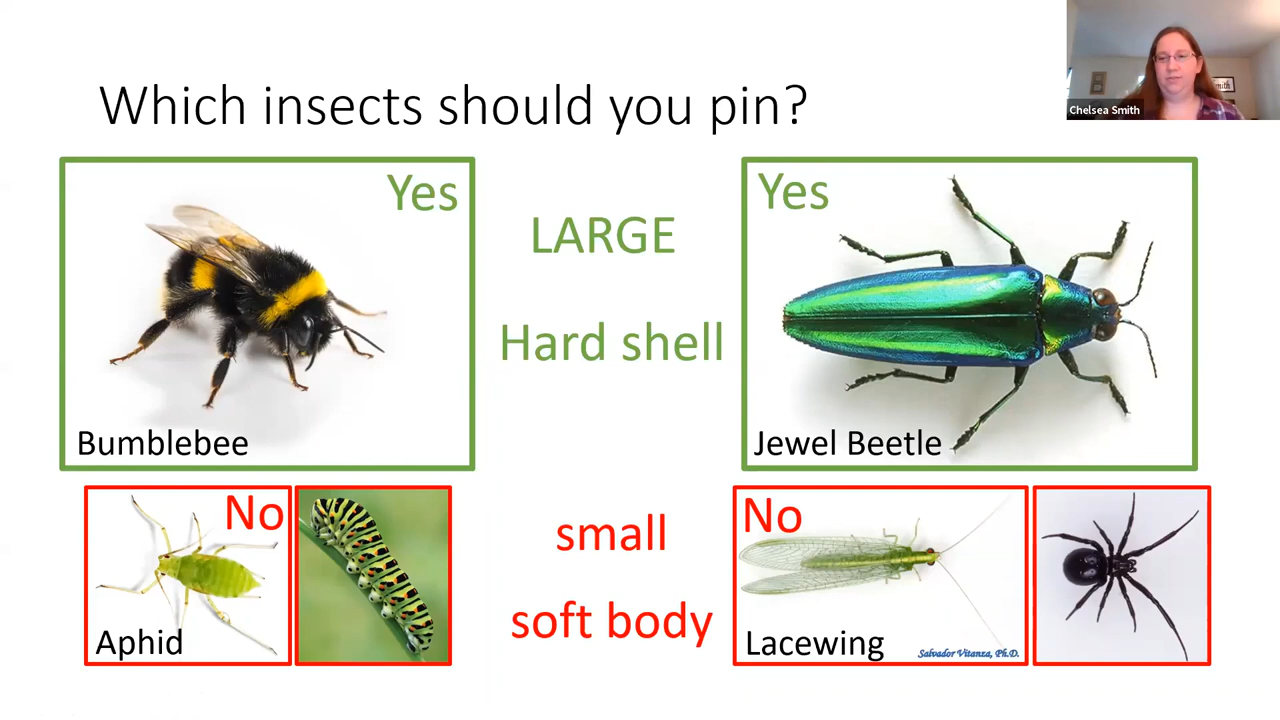 Which insects should you pin?
Chelsea Smith
Yes
LARGE
Yes
Hard shell
Bumblebee
Jewel Beetle
No
small
No
soft body
Aphid
Lacewing
Salvador Vitanza, Ph.D.